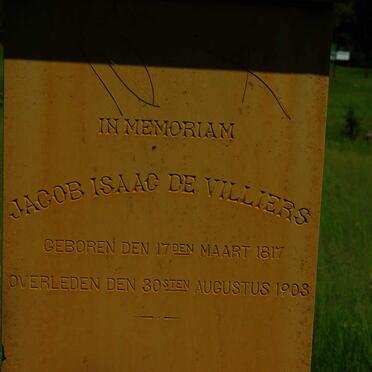 IN MEMORIAM
JACOB ISAAC DE VILLIERS
GEBOREN DEN 17DEN MAART 1817
OVERLEDEN DEN 30STEN AUGUSTUS 1903